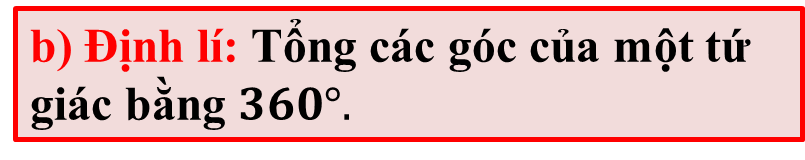 b) Định lí: Tổng các góc của một tứ
giác bằng 360°.